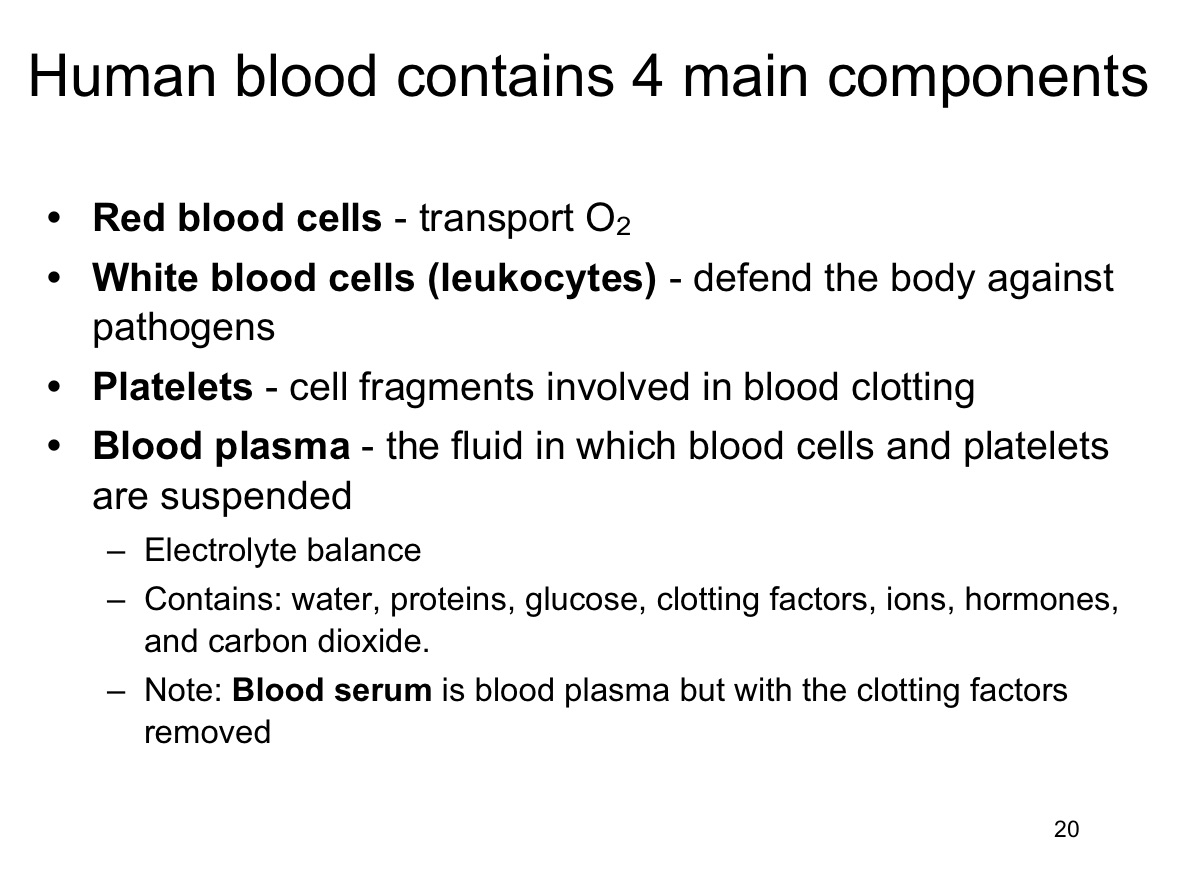 Human blood contains 4 main components
• Red blood cells - transport O₂
• White blood cells (leukocytes) - defend the body against
pathogens
• Platelets - cell fragments involved in blood clotting
• Blood plasma - the fluid in which blood cells and platelets
are suspended
– Electrolyte balance
– Contains: water, proteins, glucose, clotting factors, ions, hormones,
and carbon dioxide.
– Note: Blood serum is blood plasma but with the clotting factors
removed
20